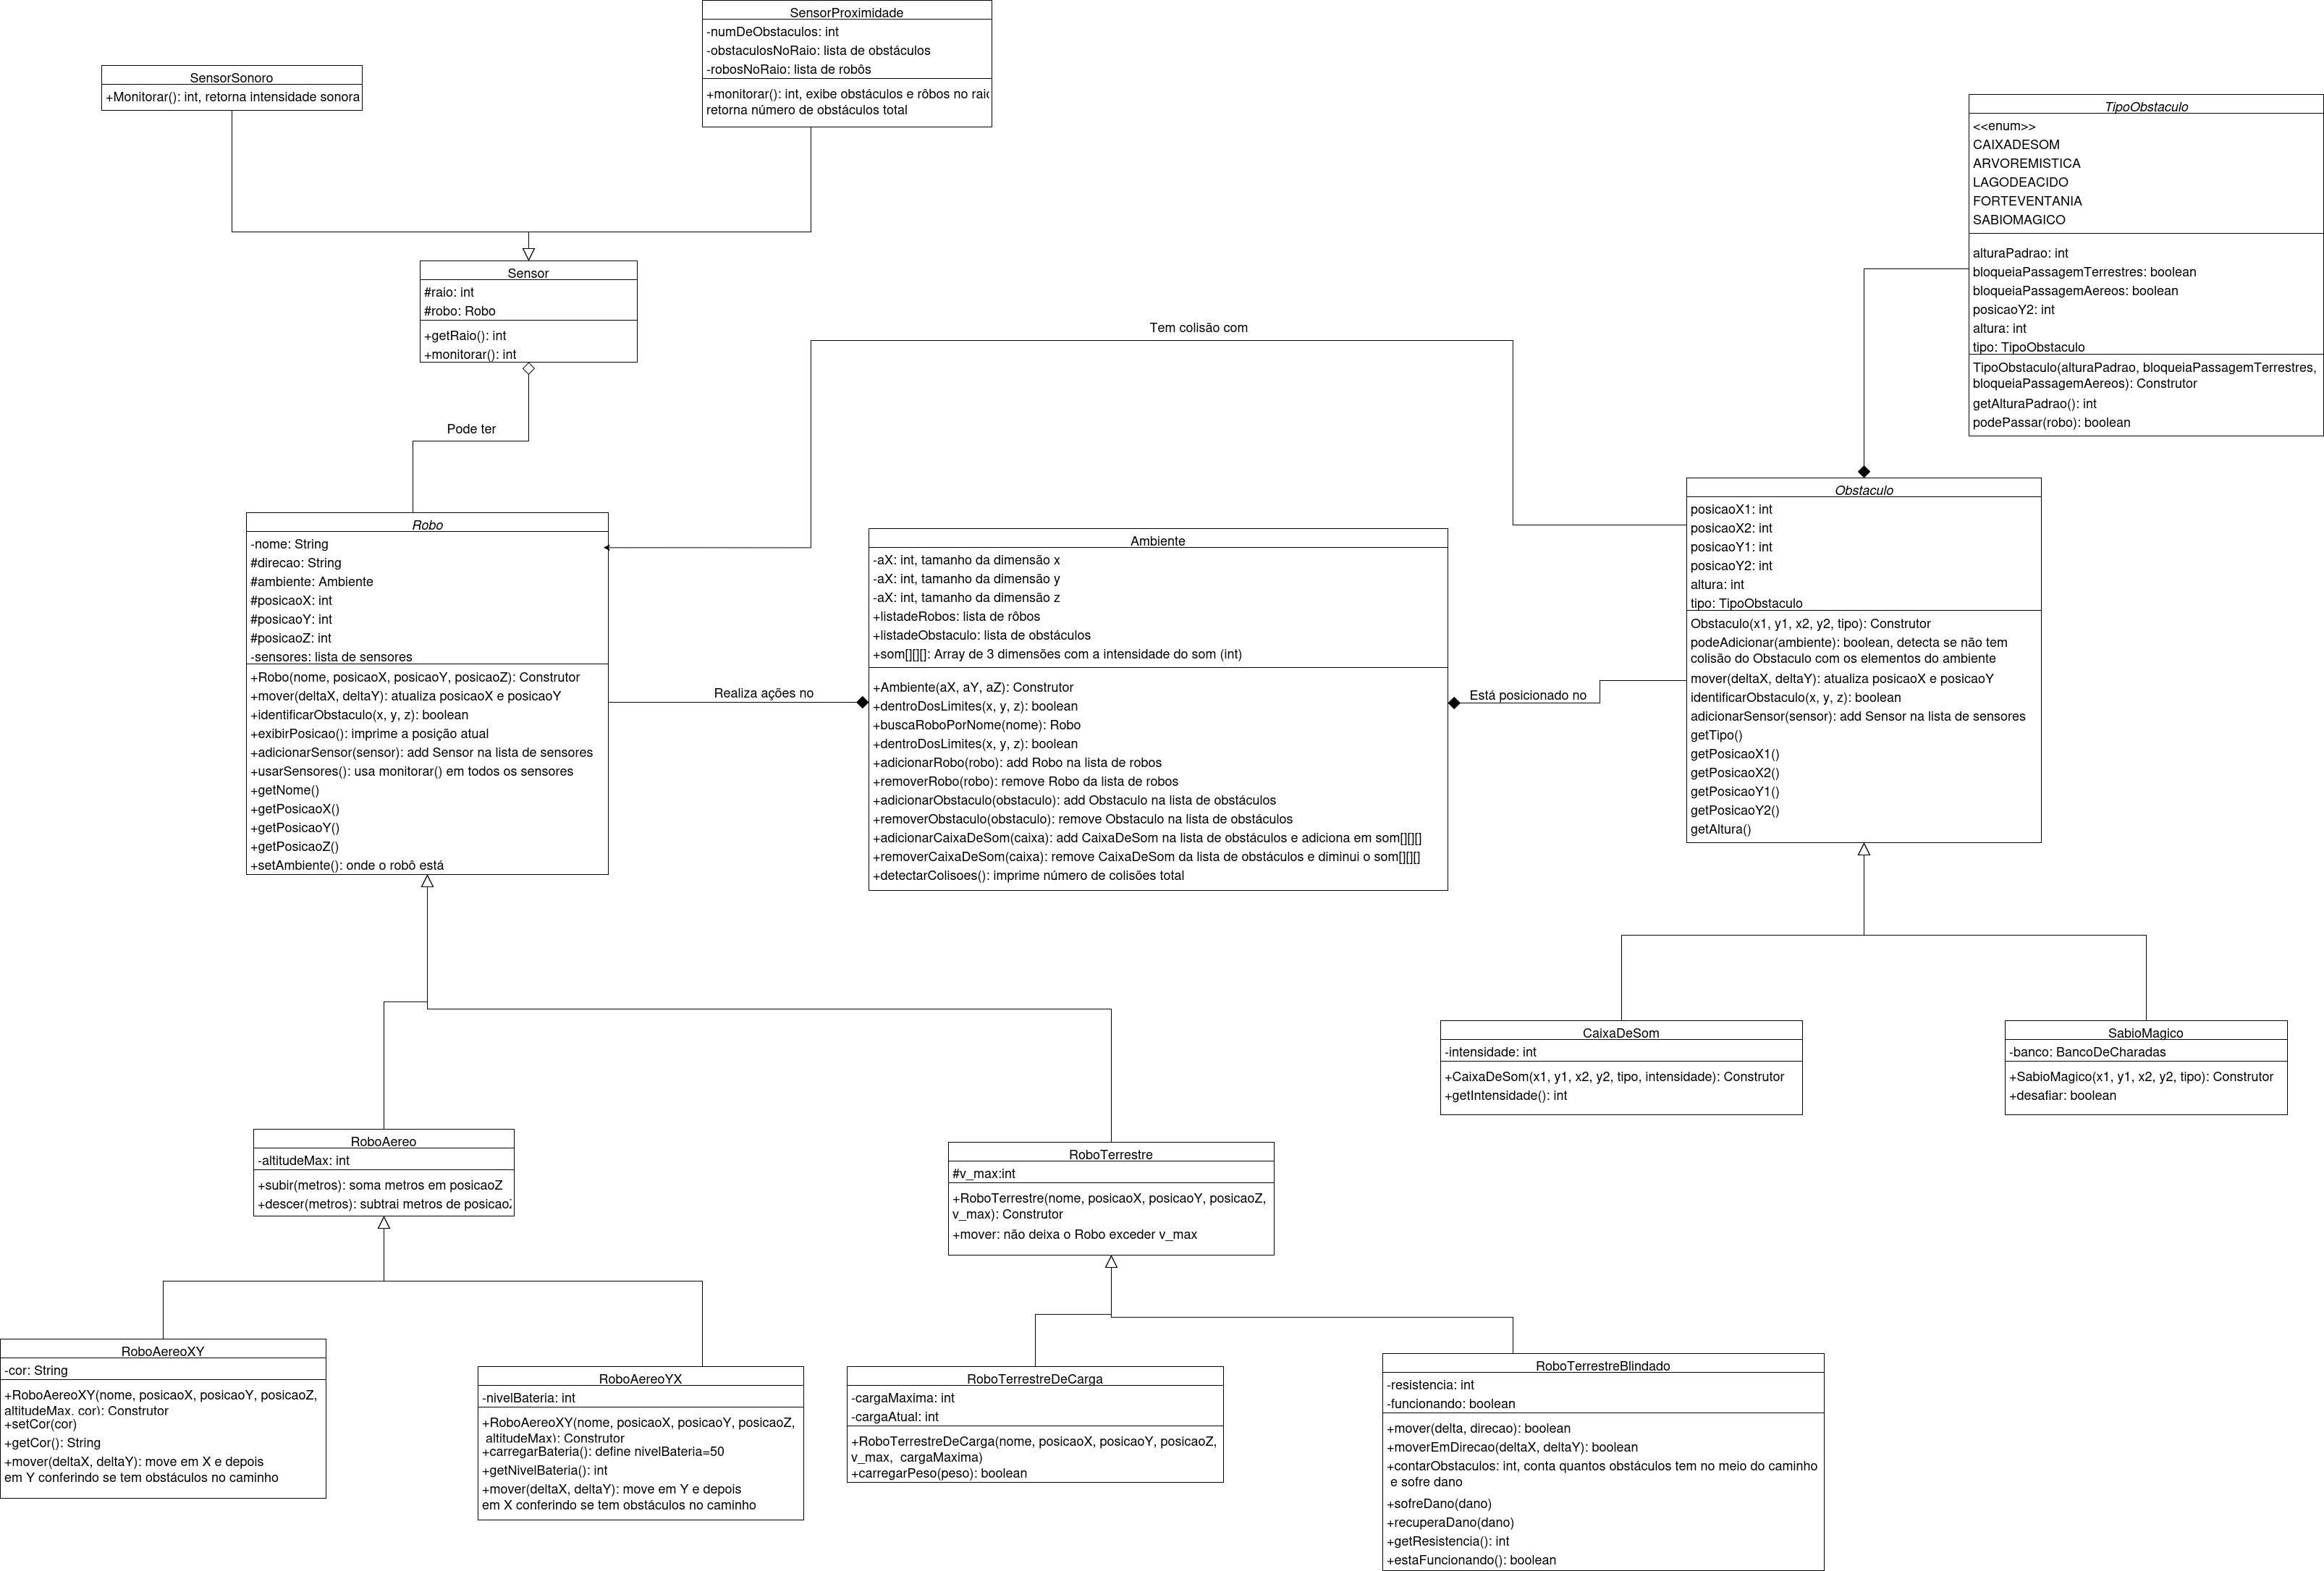 SensorProximidade
-numDeObstaculos: int
-obstaculosNoRaio: lista de obstáculos
-robosNoRaio: lista de robôs
+monitorar(): int, exibe obstáculos e rôbos no raio
retorna número de obstáculos total
SensorSonoro
+Monitorar(): int, retorna intensidade sonora
TipoObstaculo
<<enum>>
CAIXADESOM
ARVOREMISTICA
LAGODEACIDO
FORTEVENTANIA
SABIOMAGICO
alturaPadrao: int
bloqueiaPassagemTerrestres: boolean
bloqueiaPassagemAereos: boolean
posicaoY2: int
altura: int
tipo: TipoObstaculo
TipoObstaculo(alturaPadrao, bloqueiaPassagemTerrestres,
bloqueiaPassagemAereos): Construtor
getAlturaPadrao(): int
podePassar(robo): boolean
Sensor
#raio: int
#robo: Robo
+getRaio(): int
+monitorar(): int
Tem colisão com
Pode ter
Robo
-nome: String
#direcao: String
#ambiente: Ambiente
#posicaoX: int
#posicaoY: int
#posicaoZ: int
-sensores: lista de sensores
+Robo(nome, posicaoX, posicaoY, posicaoZ): Construtor
+mover(deltaX, deltaY): atualiza posicaoX e posicaoY
+identificarObstaculo(x, y, z): boolean
+exibirPosicao(): imprime a posição atual
+adicionarSensor(sensor): add Sensor na lista de sensores
+usarSensores(): usa monitorar() em todos os sensores
+getNome()
+getPosicaoX()
+getPosicaoY()
+getPosicaoZ()
+setAmbiente(): onde o robô está
Realiza ações no
Ambiente
-aX: int, tamanho da dimensão x
-aX: int, tamanho da dimensão y
-aX: int, tamanho da dimensão z
+listadeRobos: lista de rôbos
+listadeObstaculo: lista de obstáculos
+som[][][]: Array de 3 dimensões com a intensidade do som (int)
+Ambiente(aX, aY, aZ): Construtor
+dentroDosLimites(x, y, z): boolean
+buscaRoboPorNome(nome): Robo
+dentroDosLimites(x, y, z): boolean
+adicionarRobo(robo): add Robo na lista de robos
+removerRobo(robo): remove Robo da lista de robos
+adicionarObstaculo(obstaculo): add Obstaculo na lista de obstáculos
+removerObstaculo(obstaculo): remove Obstaculo na lista de obstáculos
+adicionarCaixaDeSom(caixa): add CaixaDeSom na lista de obstáculos e adiciona em som[][][]
+removerCaixaDeSom(caixa): remove CaixaDeSom da lista de obstáculos e diminui o som[][][]
+detectarColisoes(): imprime número de colisões total
Está posicionado no
Obstaculo
posicaoX1: int
posicaoX2: int
posicaoY1: int
posicaoY2: int
altura: int
tipo: TipoObstaculo
Obstaculo(x1, y1, x2, y2, tipo): Construtor
podeAdicionar(ambiente): boolean, detecta se não tem
colisão do Obstaculo com os elementos do ambiente
mover(deltaX, deltaY): atualiza posicaoX e posicaoY
identificarObstaculo(x, y, z): boolean
adicionarSensor(sensor): add Sensor na lista de sensores
getTipo()
getPosicaoX1()
getPosicaoX2()
getPosicaoY1()
getPosicaoY2()
getAltura()
CaixaDeSom
-intensidade: int
+CaixaDeSom(x1, y1, x2, y2, tipo, intensidade): Construtor
+getIntensidade(): int
SabioMagico
-banco: BancoDeCharadas
+SabioMagico(x1, y1, x2, y2, tipo): Construtor
+desafiar: boolean
RoboAereo
-altitudeMax: int
+subir(metros): soma metros em posicaoZ
+descer(metros): subtrai metros de posicaoZ
RoboTerrestre
#v_max:int
+RoboTerrestre(nome, posicaoX, posicaoY, posicaoZ,
v_max): Construtor
+mover: não deixa o Robo exceder v_max
RoboAereoXY
-cor: String
+RoboAereoXY(nome, posicaoX, posicaoY, posicaoZ,
altitudeMax, cor): Construtor
+setCor(cor)
+getCor(): String
+mover(deltaX, deltaY): move em X e depois
em Y conferindo se tem obstáculos no caminho
RoboAereoYX
-nivelBateria: int
+RoboAereoXY(nome, posicaoX, posicaoY, posicaoZ,
altitudeMax): Construtor
+carregarBateria(): define nivelBateria=50
+getNivelBateria(): int
+mover(deltaX, deltaY): move em Y e depois
em X conferindo se tem obstáculos no caminho
RoboTerrestreDeCarga
-cargaMaxima: int
-cargaAtual: int
+RoboTerrestreDeCarga(nome, posicaoX, posicaoY, posicaoZ,
v_max, cargaMaxima)
+carregarPeso(peso): boolean
RoboTerrestreBlindado
-resistencia: int
-funcionando: boolean
+mover(delta, direcao): boolean
+moverEmDirecao(deltaX, deltaY): boolean
+contarObstaculos: int, conta quantos obstáculos tem no meio do caminho
e sofre dano
+sofreDano(dano)
+recuperaDano(dano)
+getResistencia(): int
+estaFuncionando(): boolean